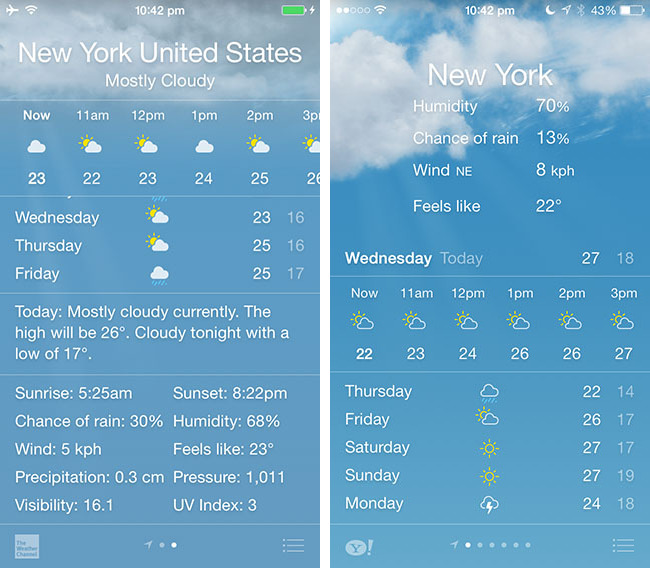 10:42 pm
New York United States
Mostly Cloudy
Now 11am 12pm 1pm 2pm 3p
23 22 23 24 25 26
Wednesday 23 16
Thursday 25 16
Friday 25 17
Today: Mostly cloudy currently. The
high will be 26°. Cloudy tonight with a
low of 17°.
Sunrise: 5:25am Sunset: 8:22pm
Chance of rain: 30% Humidity: 68%
Wind: 5 kph Feels like: 23°
Precipitation: 0.3 cm Pressure: 1,011
Visibility: 16.1 UV Index: 3
The
Weather
Channel
10:42 pm 43%
New York
Humidity 70%
Chance of rain 13%
Wind NE 8 kph
Feels like 22°
Wednesday Today 27 18
Now 11am 12pm 1pm 2pm 3pm
22 23 24 26 26 27
Thursday 22 14
Friday 26 17
Saturday 27 17
Sunday 27 19
Monday 24 18
Y!